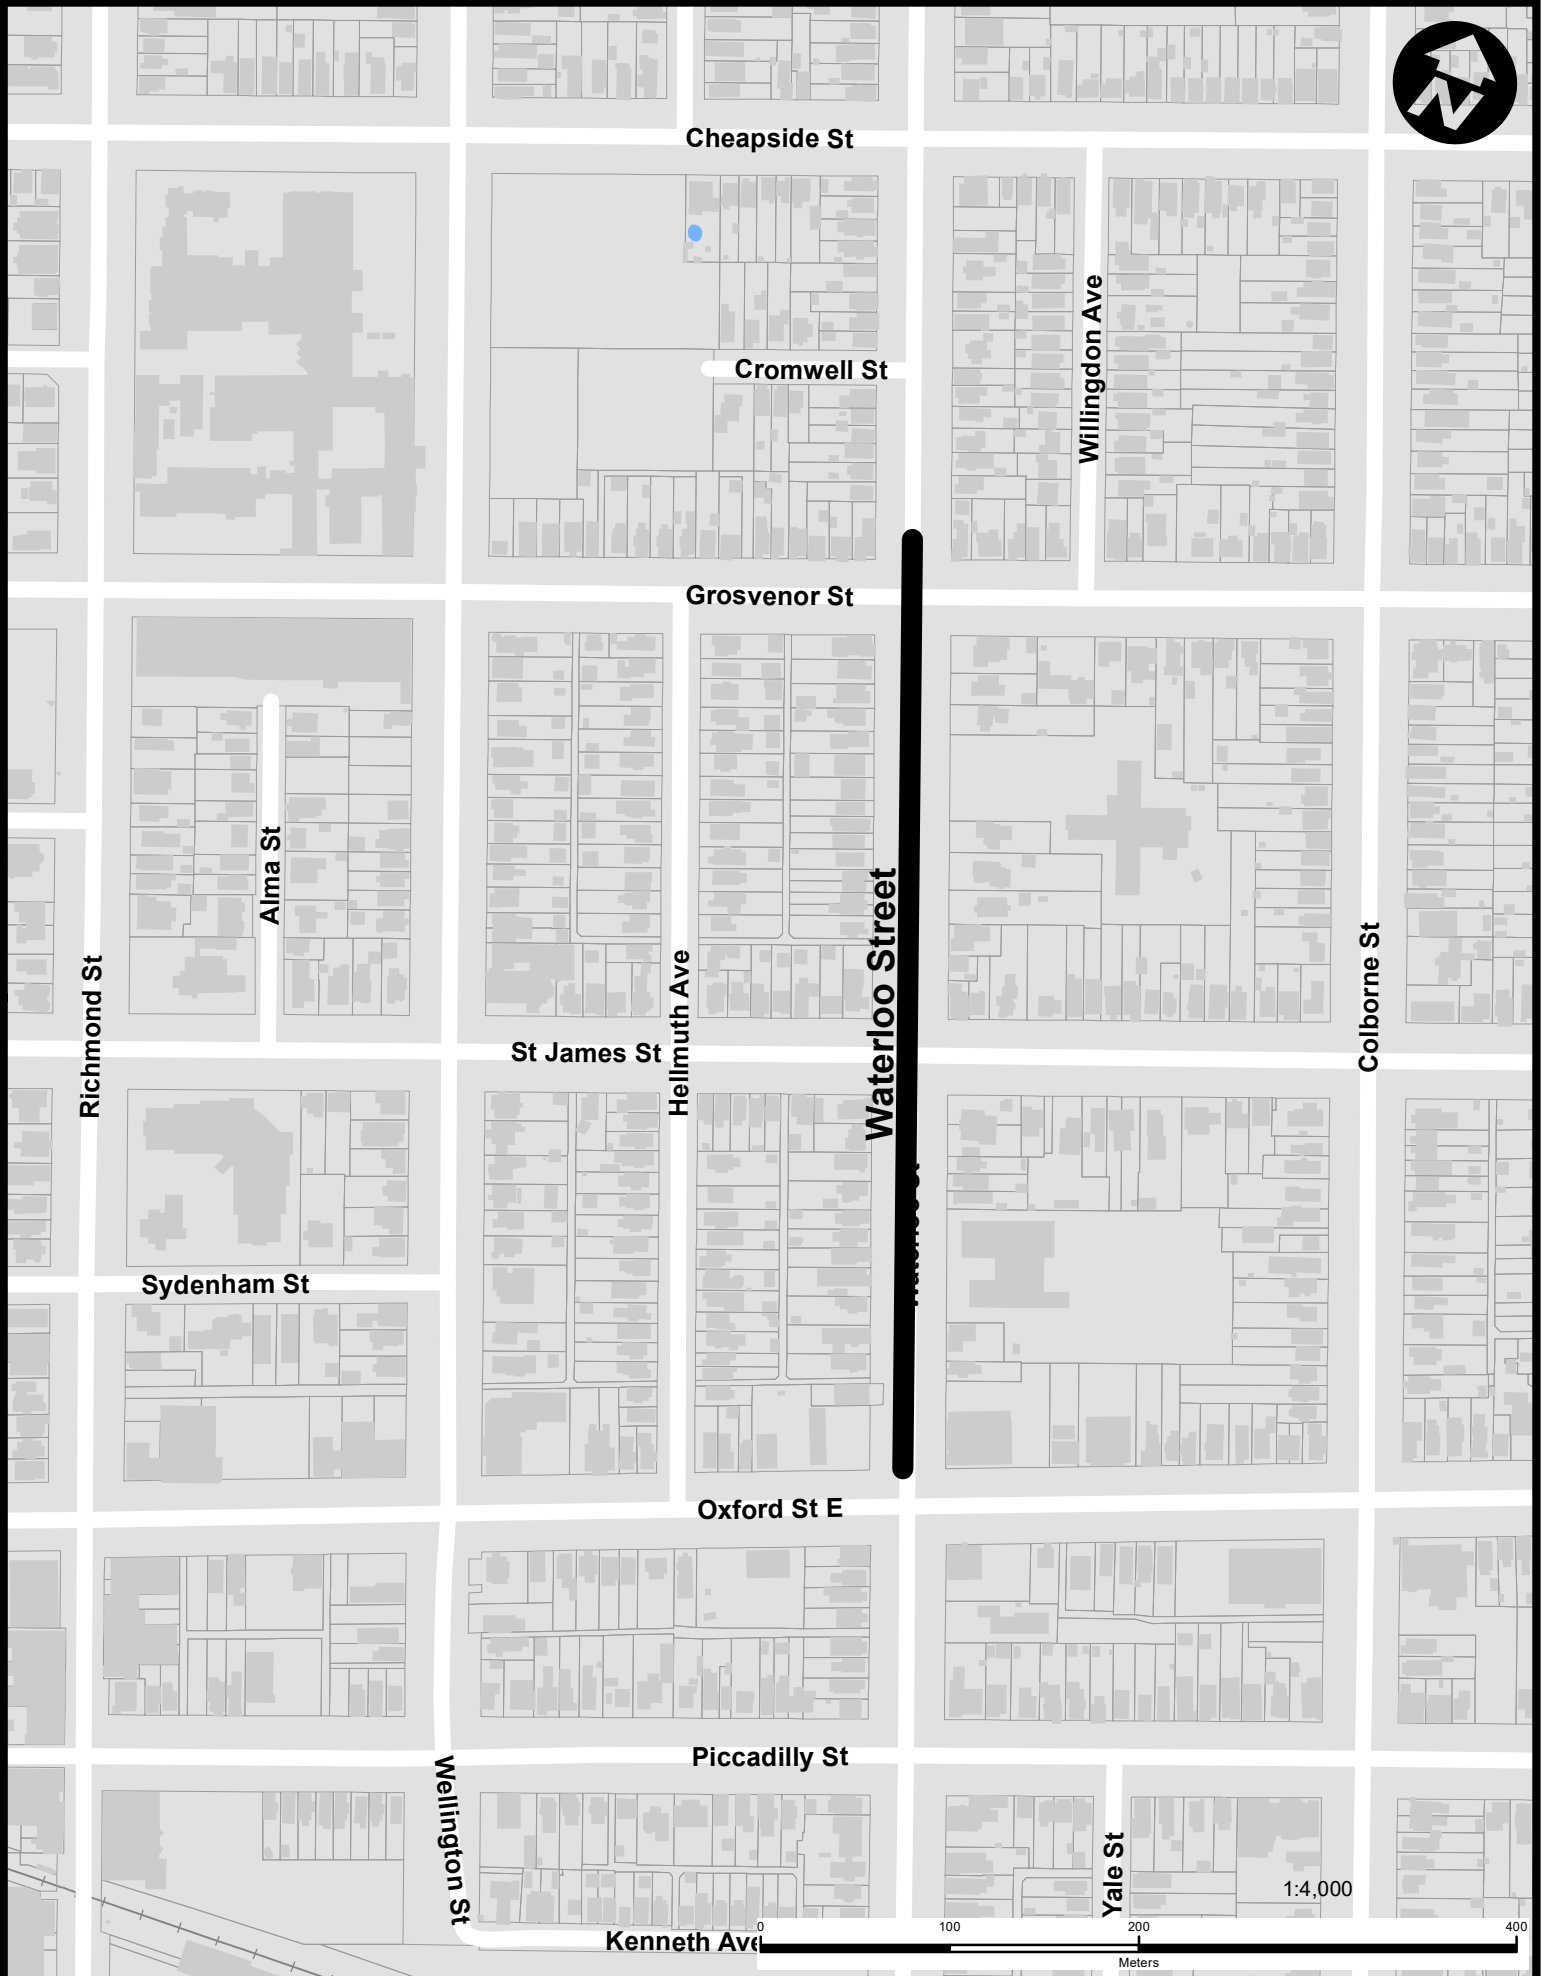 N
Cheapside St
Cromwell St
Willingdon Ave
Grosvenor St
Alma St
Waterloo Street
Richmond St
Hellmuth Ave
Colborne St
St James St
Sydenham St
Oxford St E
Piccadilly St
Wellington St
Yale St
1:4,000
Kenneth Ave
0 100 200 400
Meters